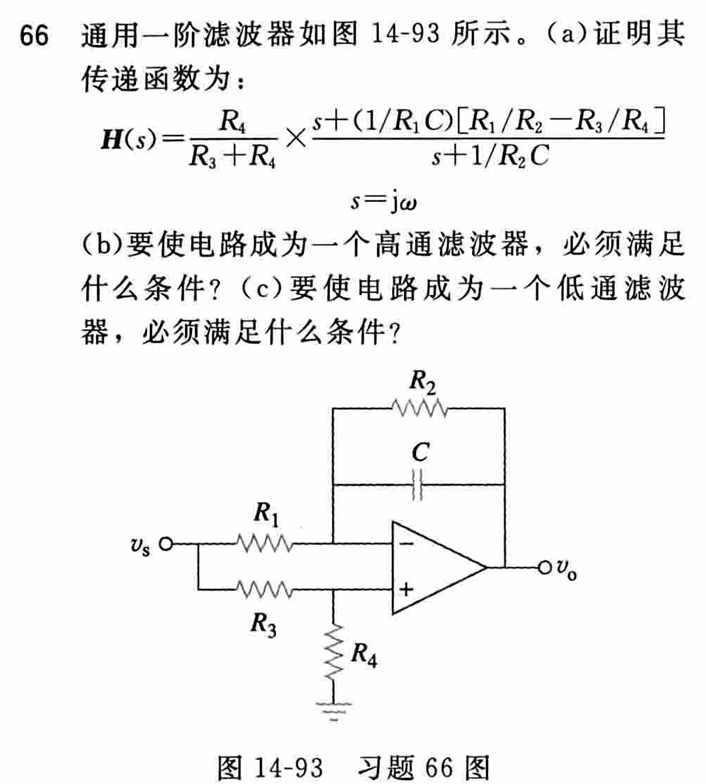 66 通用一阶滤波器如图 14-93 所示。(a)证明其
传递函数为：
H(s)=R₄/(R₃+R₄)×(s+(1/R₁C)[R₁/R₂-R₃/R₄])/(s+1/R₂C)
s=jω
(b)要使电路成为一个高通滤波器，必须满足
什么条件？(c)要使电路成为一个低通滤波
器，必须满足什么条件？
R₂
C
R₁
vₛ
−
+
vₒ
R₃
R₄
图 14-93 习题 66 图